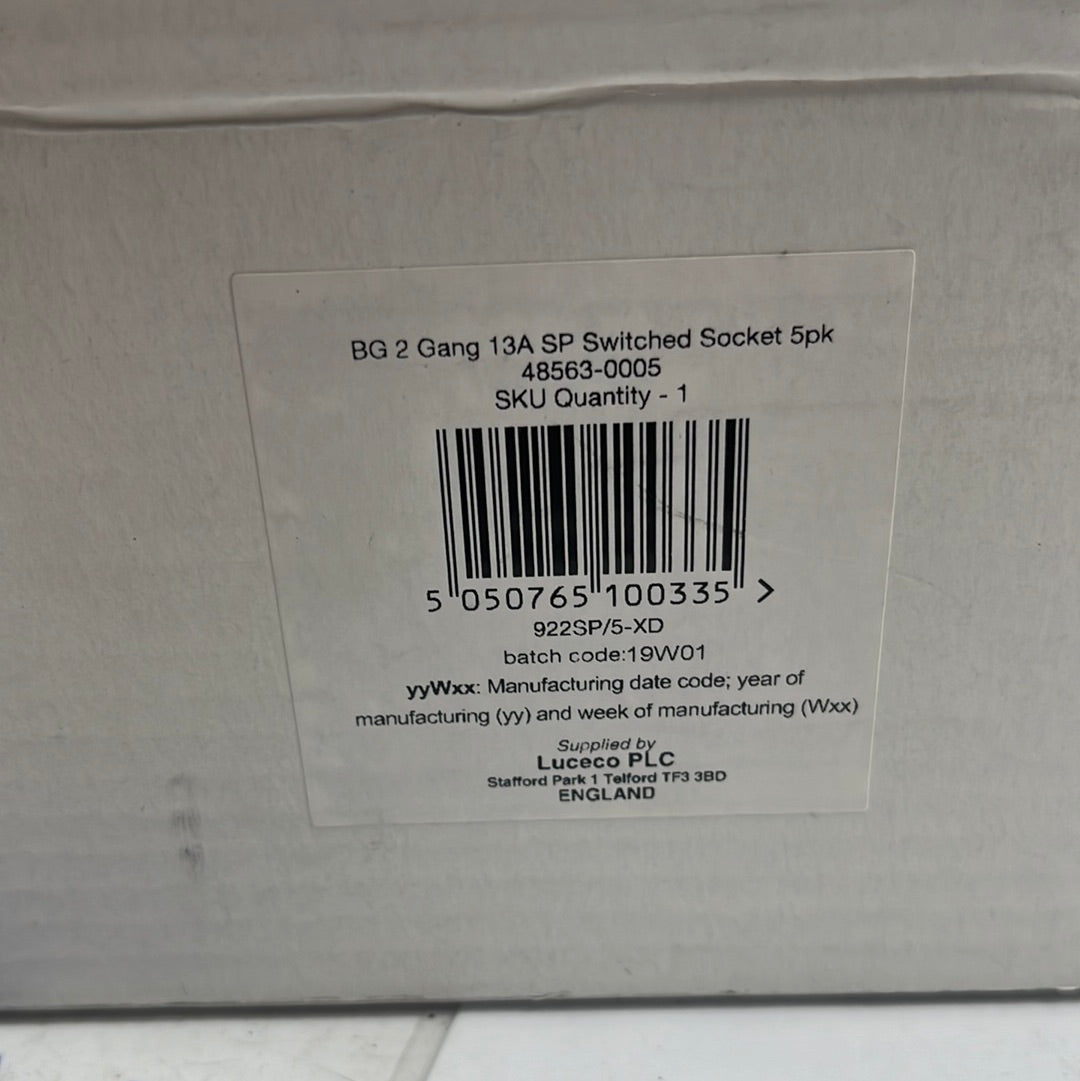 BG 2 Gang 13A SP Switched Socket 5pk
48563-0005
SKU Quantity - 1
5 050765 100335 >
922SP/5-XD
batch code:19W01
yyWxx: Manufacturing date code; year of
manufacturing (yy) and week of manufacturing (Wxx)
Supplied by
Luceco PLC
Stafford Park 1 Telford TF3 3BD
ENGLAND